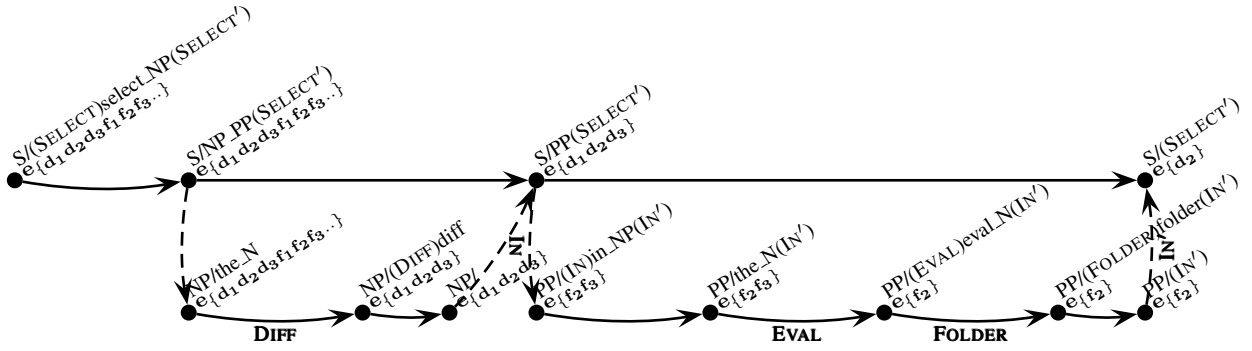 S/(SELECT)select_NP(SELECT′)
e{d₁d₂d₃f₁f₂f₃..}
S/NP_PP(SELECT′)
e{d₁d₂d₃f₁f₂f₃..}
S/PP(SELECT′)
e{d₁d₂d₃}
S/(SELECT′)
e{d₂}
NP/the_N
e{d₁d₂d₃f₁f₂f₃..}
NP/(DIFF)diff
e{d₁d₂d₃}
NP/
e{d₁d₂d₃}
IN
PP/(IN)in_NP(IN′)
e{f₂f₃}
PP/the_N(IN′)
e{f₂f₃}
PP/(EVAL)eval_N(IN′)
e{f₂}
PP/(FOLDER)folder(IN′)
e{f₂}
IN′
PP/(IN′)
e{f₂}
DIFF
EVAL
FOLDER